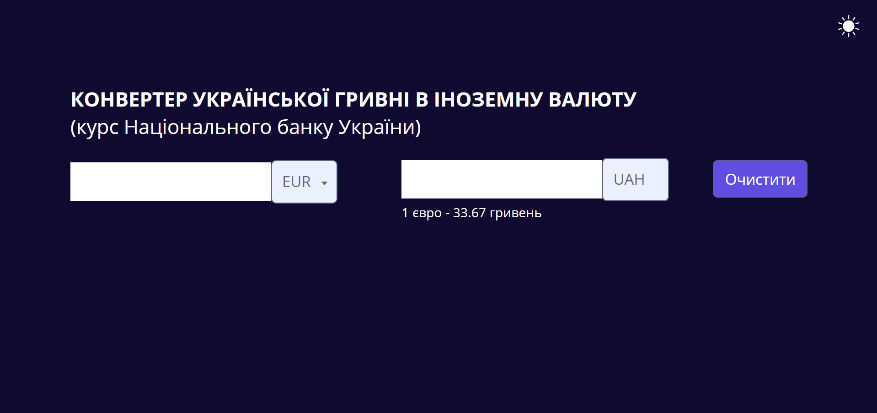 КОНВЕРТЕР УКРАЇНСЬКОЇ ГРИВНІ В ІНОЗЕМНУ ВАЛЮТУ
(курс Національного банку України)
EUR
UAH
Очистити
1 євро - 33.67 гривень